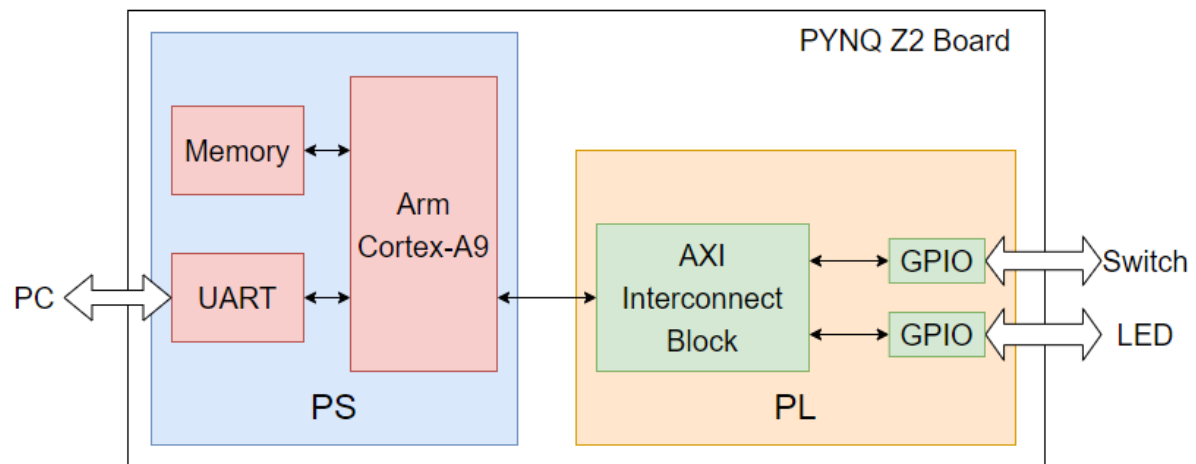 PYNQ Z2 Board
Memory
Arm
Cortex-A9
UART
PC
PS
AXI
Interconnect
Block
GPIO
GPIO
Switch
LED
PL